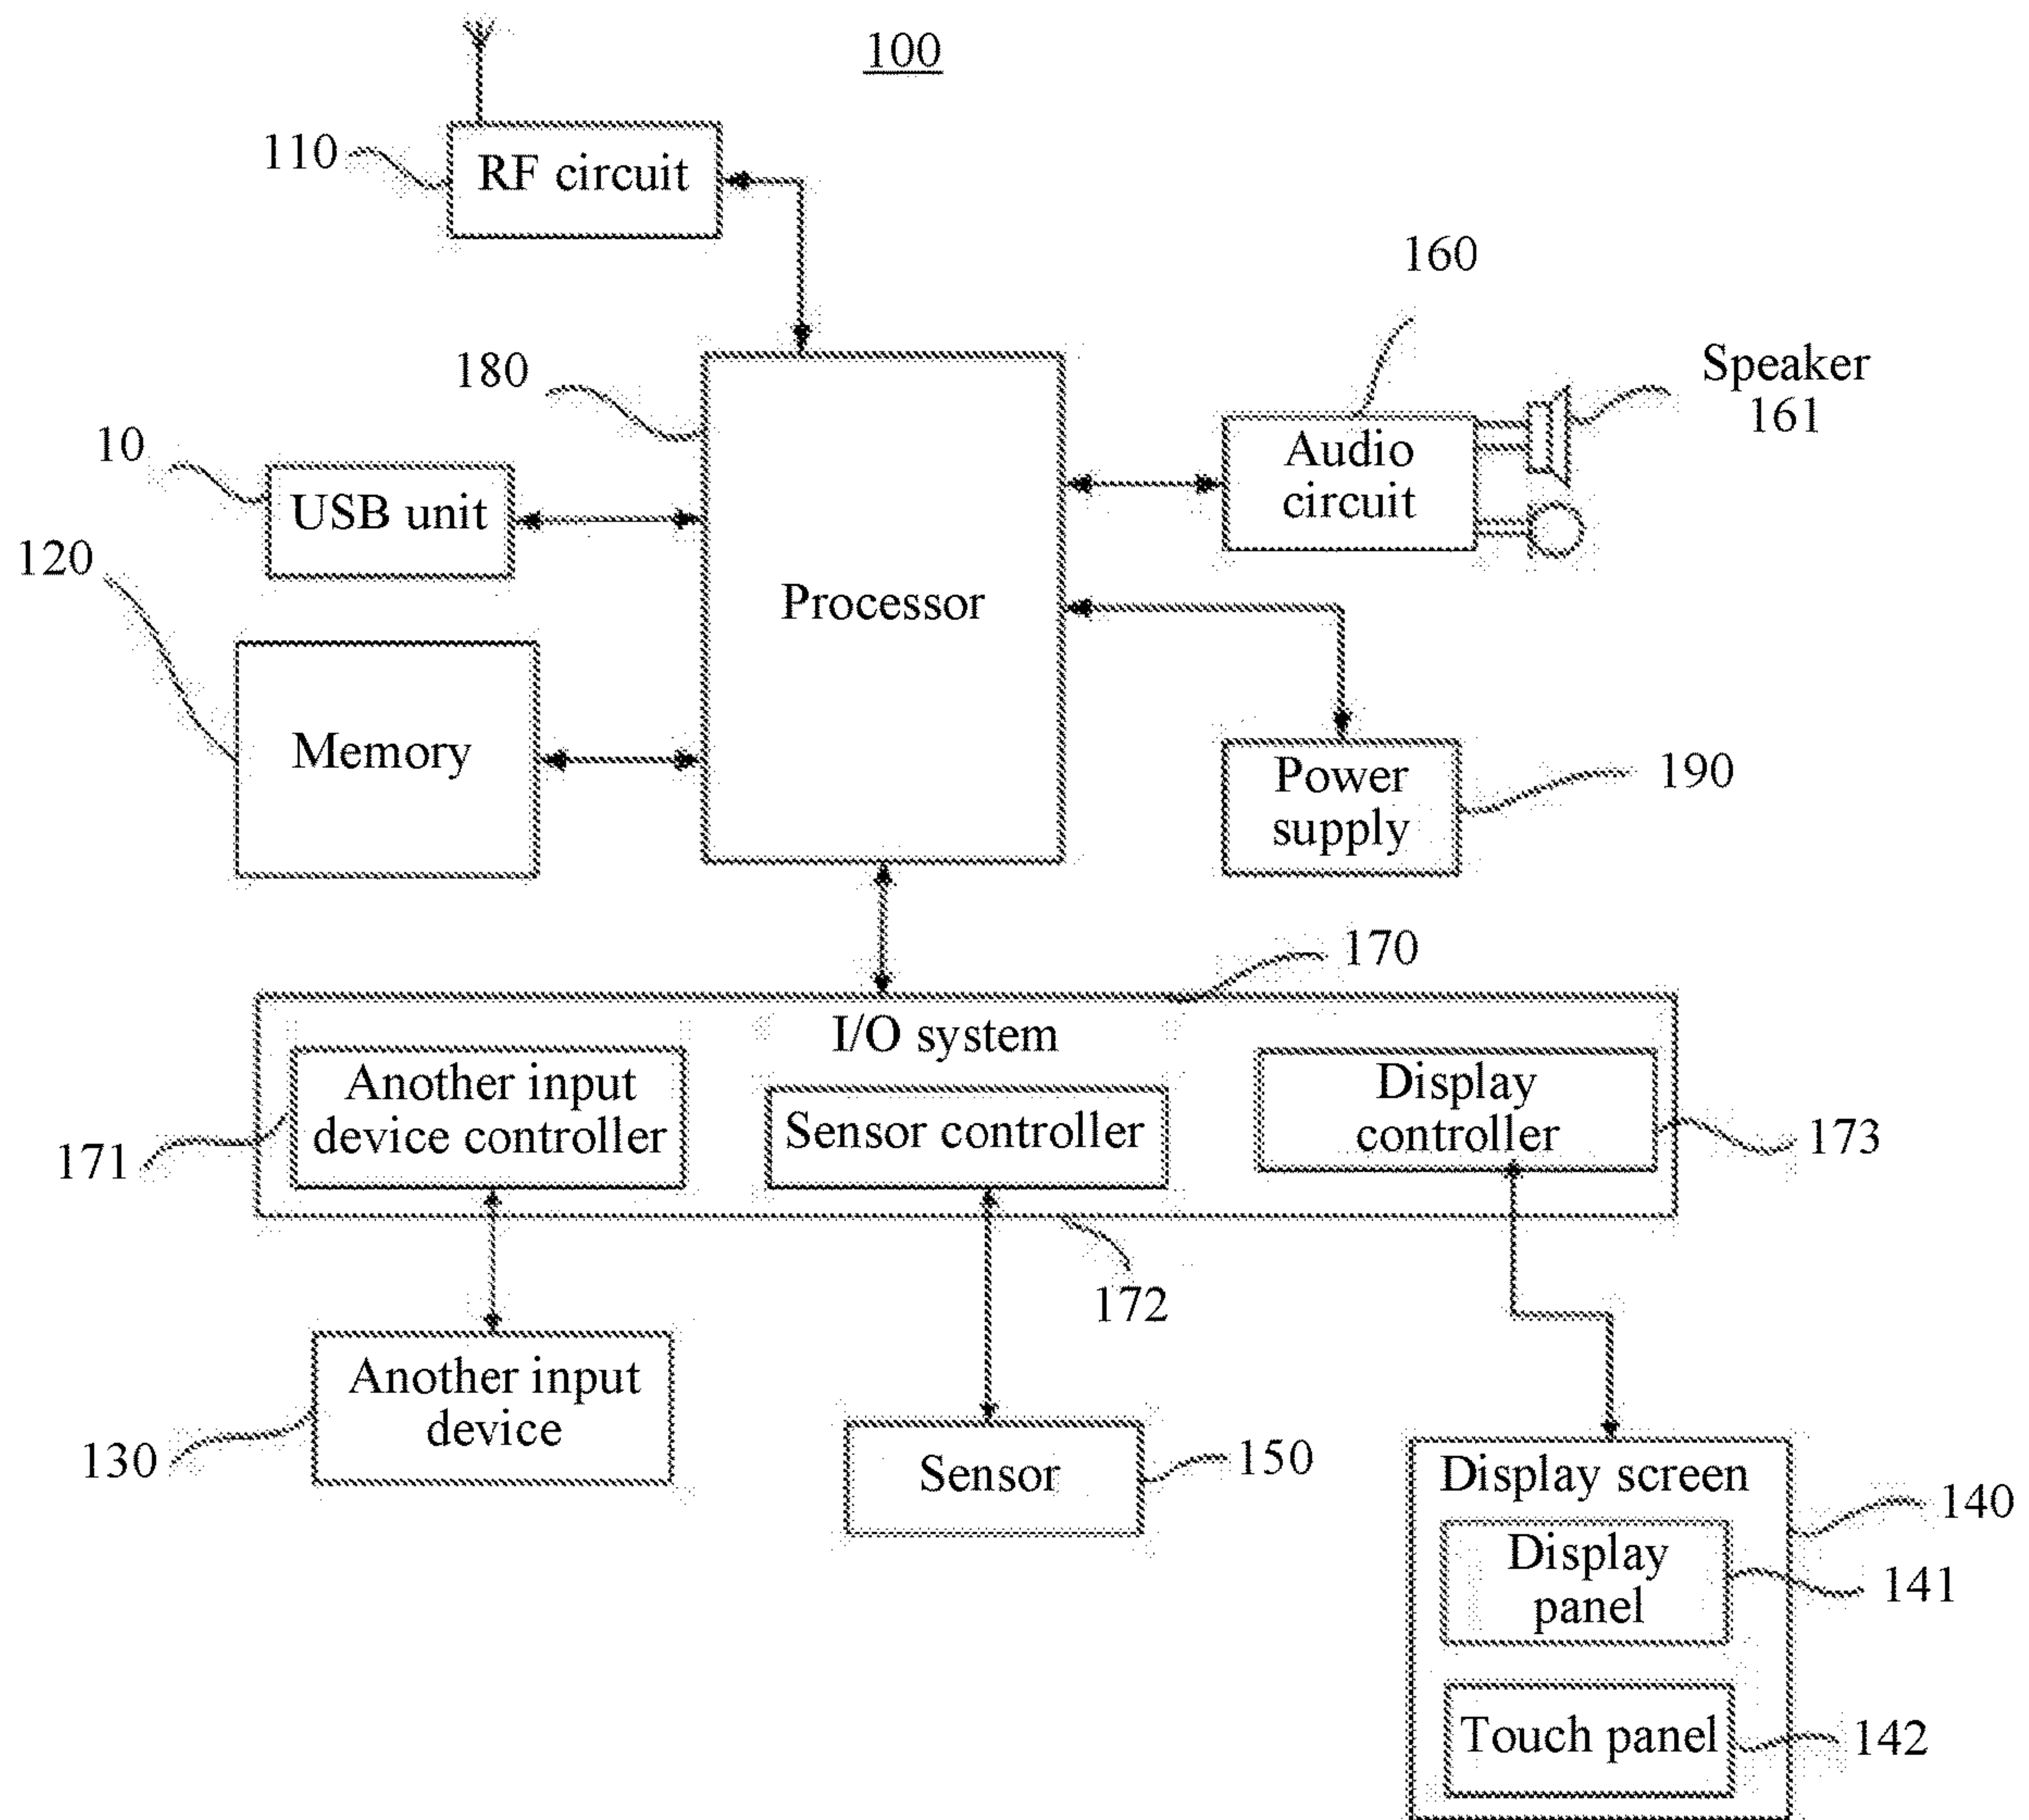 100
110
RF circuit
160
180
Speaker
161
10
Audio
circuit
USB unit
120
Processor
Memory
Power
supply
190
170
I/O system
Another input
device controller
Sensor controller
Display
controller
171
173
172
Another input
device
130
Sensor
150
Display screen
140
Display
panel
141
Touch panel
142